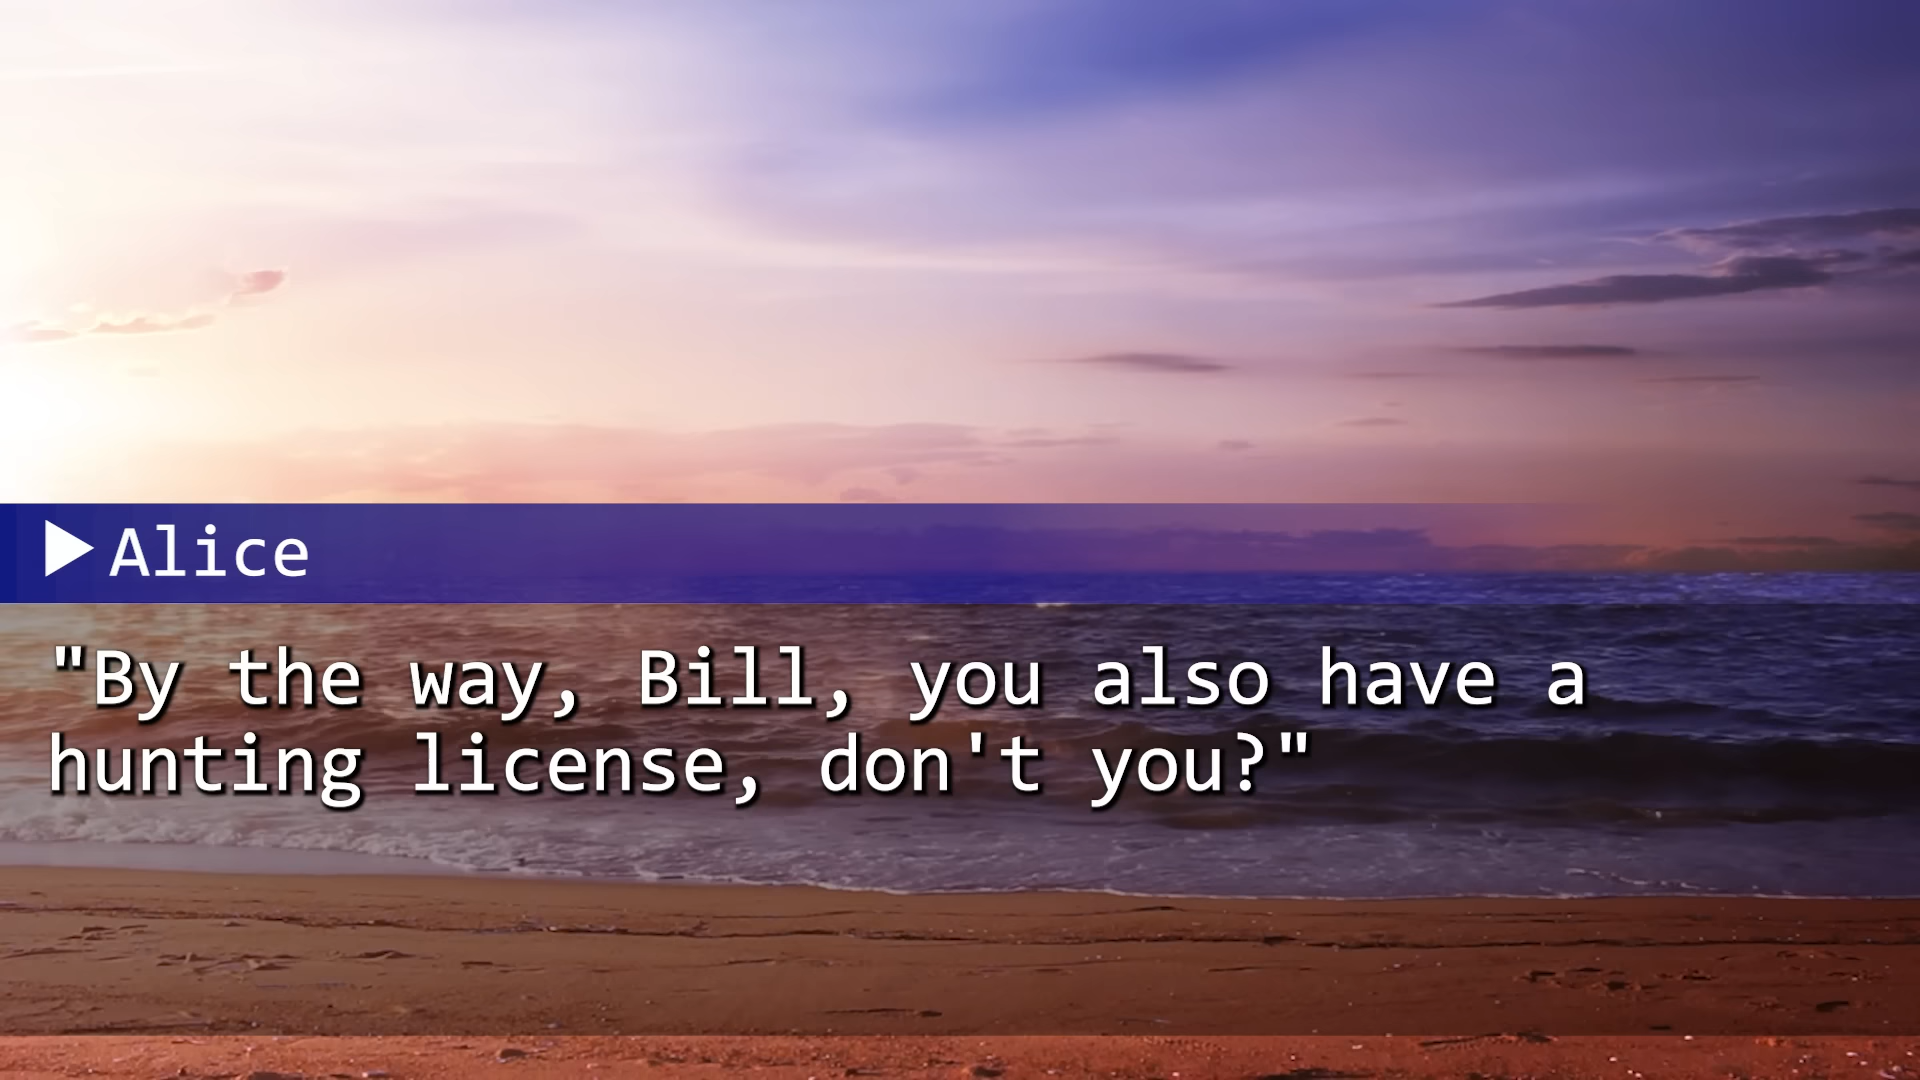 ▶Alice
"By the way, Bill, you also have a
hunting license, don't you?"